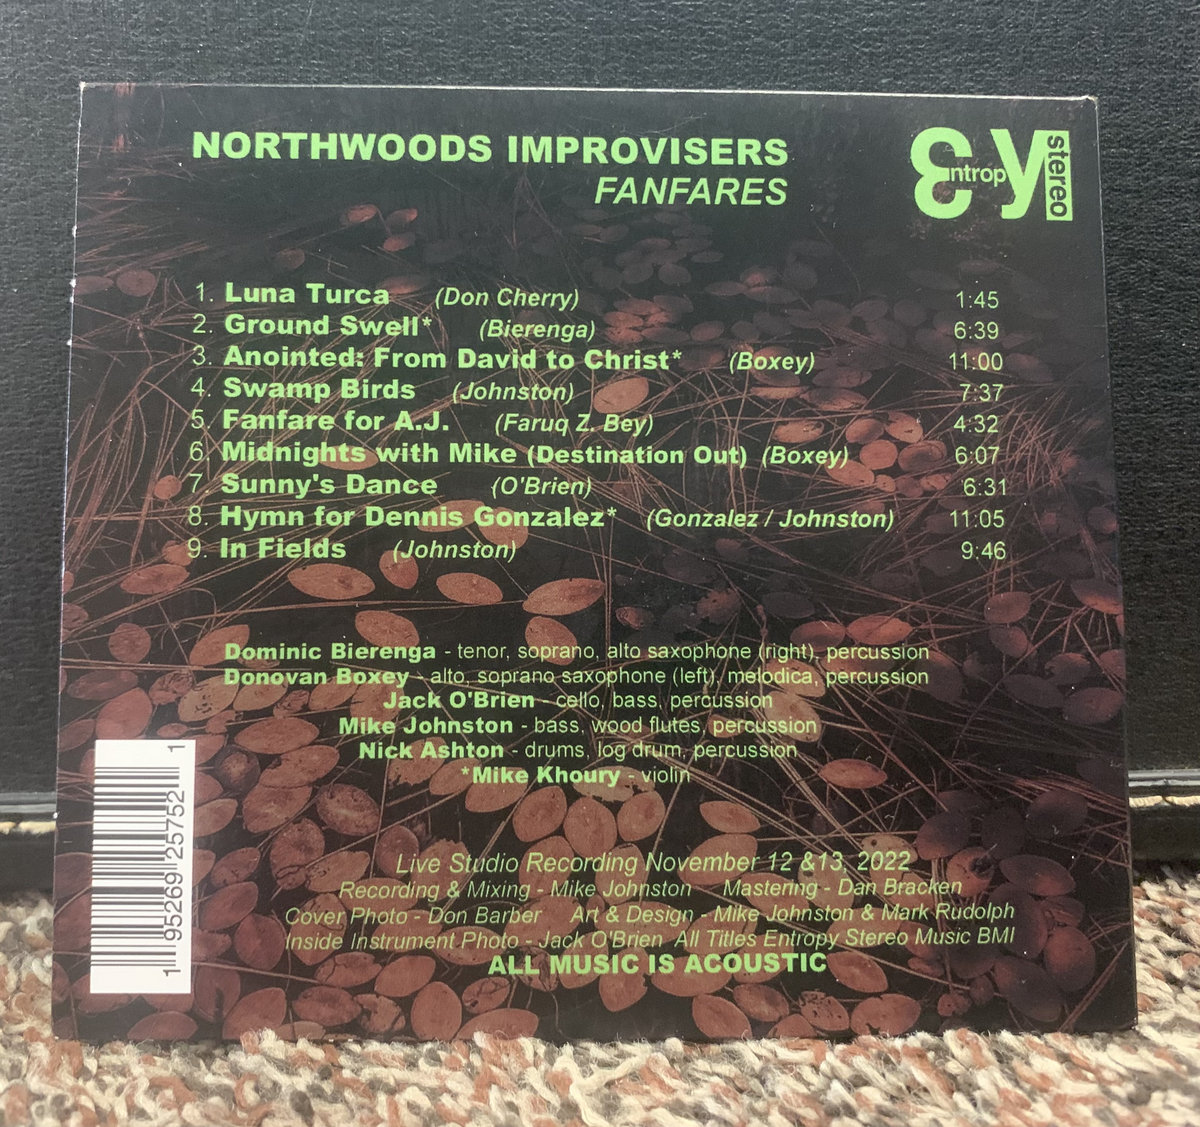 NORTHWOODS IMPROVISERS
FANFARES
entropy stereo
1. Luna Turca (Don Cherry) 1:45
2. Ground Swell* (Bierenga) 6:39
3. Anointed: From David to Christ* (Boxey) 11:00
4. Swamp Birds (Johnston) 7:37
5. Fanfare for A.J. (Faruq Z. Bey) 4:32
6. Midnights with Mike (Destination Out) (Boxey) 6:07
7. Sunny's Dance (O'Brien) 6:31
8. Hymn for Dennis Gonzalez* (Gonzalez / Johnston) 11:05
9. In Fields (Johnston) 9:46
Dominic Bierenga - tenor, soprano, alto saxophone (right), percussion
Donovan Boxey - alto, soprano saxophone (left), melodica, percussion
Jack O'Brien - cello, bass, percussion
Mike Johnston - bass, wood flutes, percussion
Nick Ashton - drums, log drum, percussion
*Mike Khoury - violin
1 95269 25752 1
Live Studio Recording November 12 &13, 2022
Recording & Mixing - Mike Johnston Mastering - Dan Bracken
Cover Photo - Don Barber Art & Design - Mike Johnston & Mark Rudolph
Inside Instrument Photo - Jack O'Brien All Titles Entropy Stereo Music BMI
ALL MUSIC IS ACOUSTIC